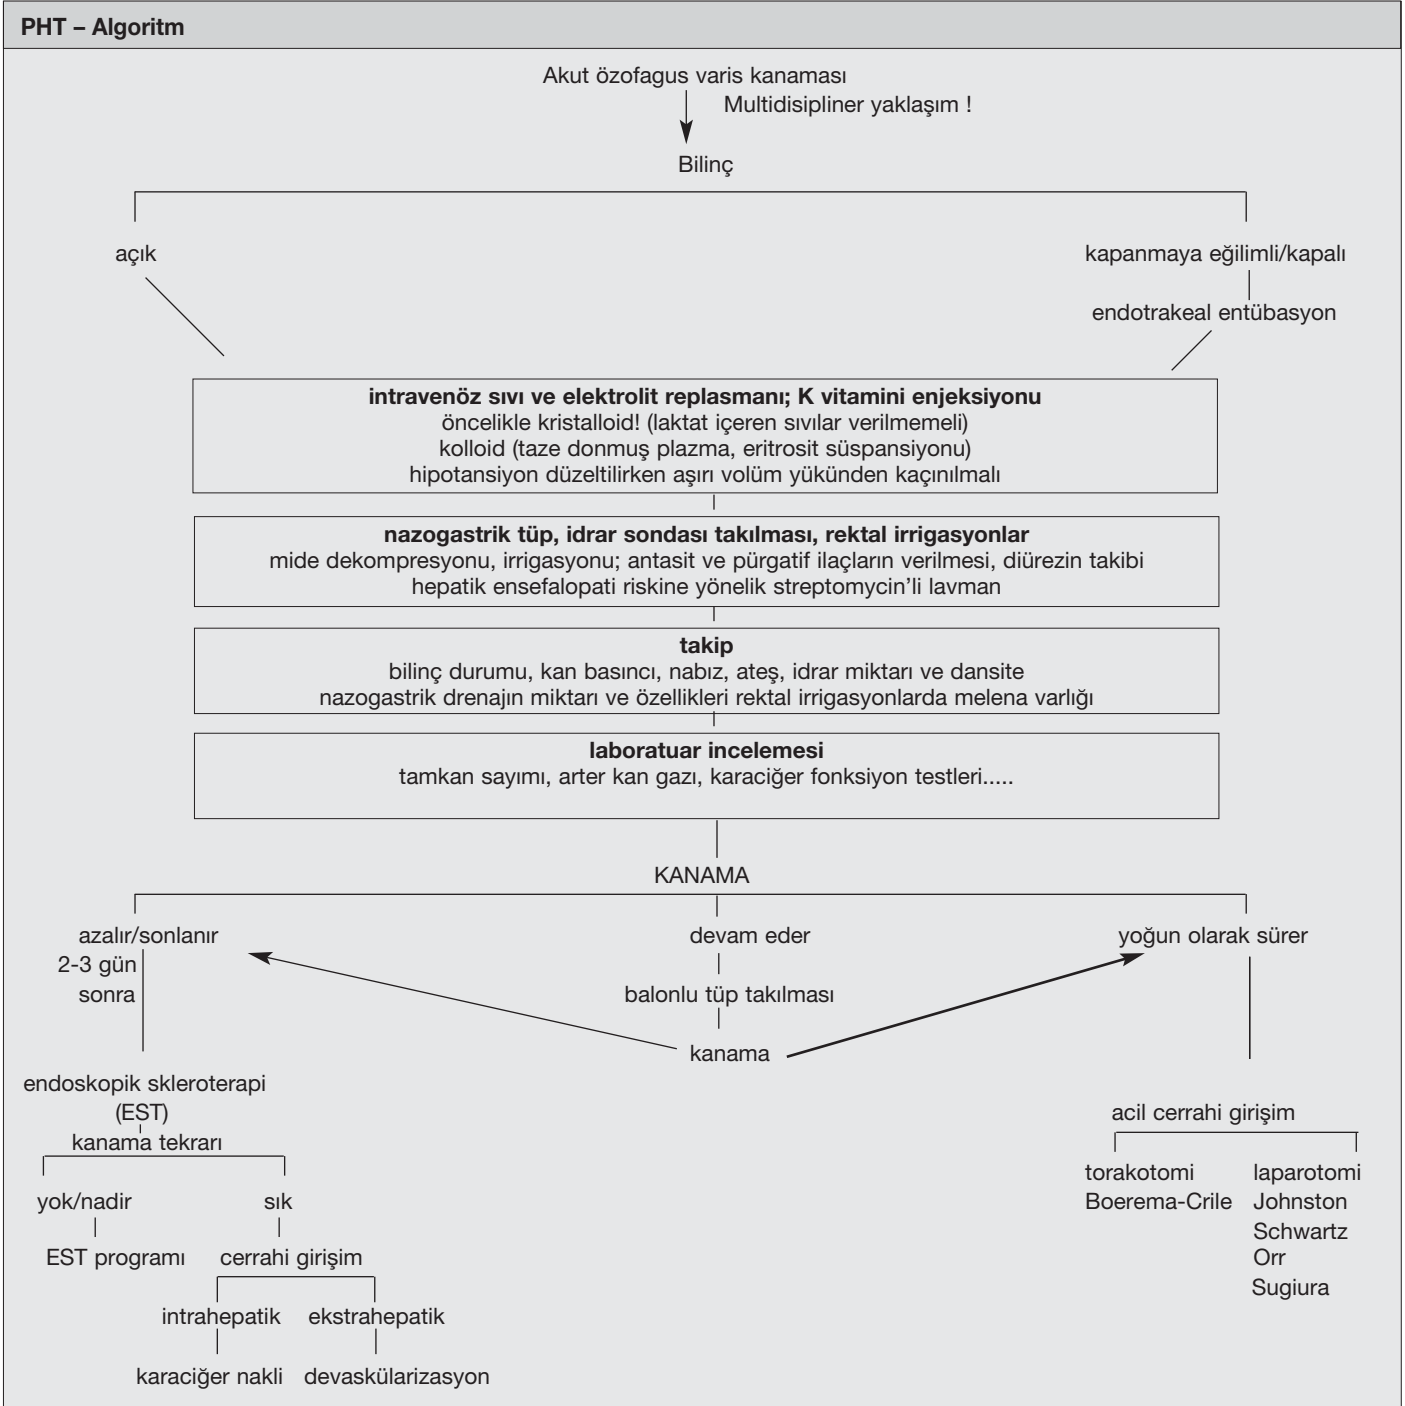 PHT – Algoritm
Akut özofagus varis kanaması
Multidisipliner yaklaşım !
Bilinç
açık
kapanmaya eğilimli/kapalı
endotrakeal entübasyon
intravenöz sıvı ve elektrolit replasmanı; K vitamini enjeksiyonu
öncelikle kristalloid! (laktat içeren sıvılar verilmemeli)
kolloid (taze donmuş plazma, eritrosit süspansiyonu)
hipotansiyon düzeltilirken aşırı volüm yükünden kaçınılmalı
nazogastrik tüp, idrar sondası takılması, rektal irrigasyonlar
mide dekompresyonu, irrigasyonu; antasit ve pürgatif ilaçların verilmesi, diürezin takibi
hepatik ensefalopati riskine yönelik streptomycin’li lavman
takip
bilinç durumu, kan basıncı, nabız, ateş, idrar miktarı ve dansite
nazogastrik drenajın miktarı ve özellikleri rektal irrigasyonlarda melena varlığı
laboratuar incelemesi
tamkan sayımı, arter kan gazı, karaciğer fonksiyon testleri.....
KANAMA
azalır/sonlanır
devam eder
yoğun olarak sürer
2-3 gün
sonra
balonlu tüp takılması
kanama
endoskopik skleroterapi
(EST)
kanama tekrarı
yok/nadir
sık
EST programı
cerrahi girişim
intrahepatik
ekstrahepatik
karaciğer nakli
devaskülarizasyon
acil cerrahi girişim
torakotomi
laparotomi
Boerema-Crile
Johnston
Schwartz
Orr
Sugiura